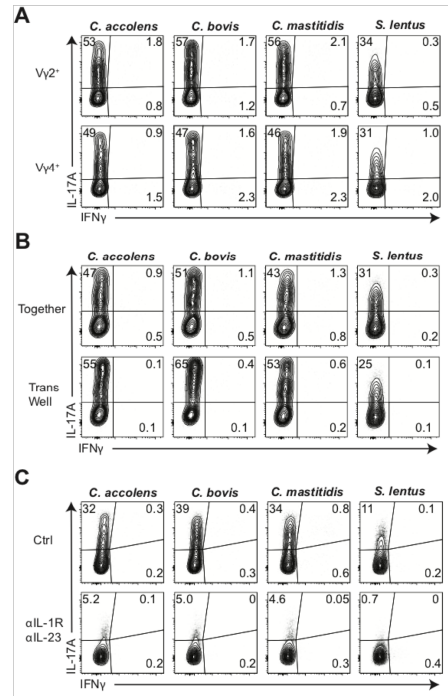 A
C. accolens C. bovis C. mastitidis S. lentus
Vγ2⁺
53 1.8 57 1.7 56 2.1 34 0.3
0.8 1.2 0.7 0.5
Vγ4⁺
49 0.9 47 1.6 46 1.9 31 1.0
1.5 2.3 2.3 2.0
IL-17A
IFNγ
B
C. accolens C. bovis C. mastitidis S. lentus
Together
47 0.9 51 1.1 43 1.3 31 0.3
0.5 0.5 0.8 0.2
Trans
Well
55 0.1 65 0.4 53 0.6 25 0.1
0.1 0.1 0.2 0.1
IL-17A
IFNγ
C
C. accolens C. bovis C. mastitidis S. lentus
Ctrl
32 0.3 39 0.4 34 0.8 11 0.1
0.2 0.3 0.6 0.2
αIL-1R
αIL-23
5.2 0.1 5.0 0 4.6 0.05 0.7 0
0.2 0.2 0.3 0.4
IL-17A
IFNγ